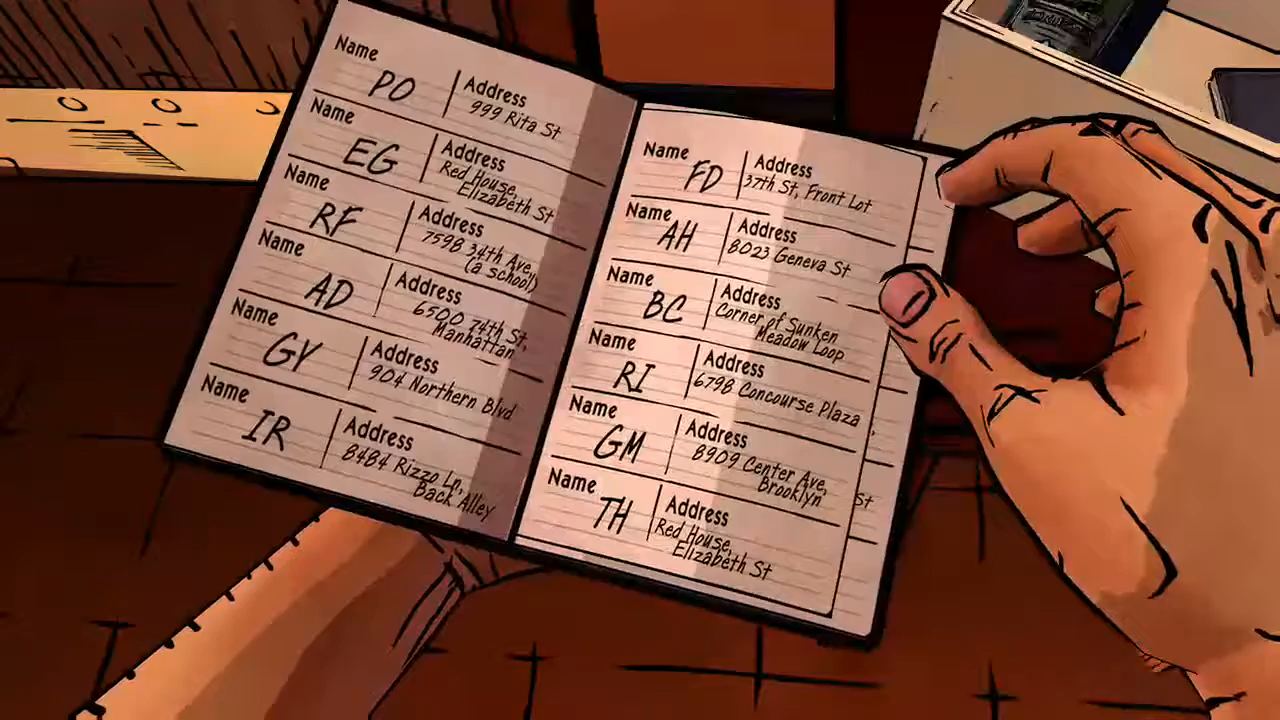 Name
PO
Address
999 Rita St
Name
EG
Address
Red House,
Elizabeth St
Name
RF
Address
7598 34th Ave,
(a school)
Name
AD
Address
6500 74th St,
Manhattan
Name
GY
Address
904 Northern Blvd
Name
IR
Address
8484 Rizzo Ln,
Back Alley
Name
FD
Address
37th St, Front Lot
Name
AH
Address
8023 Geneva St
Name
BC
Address
Corner of Sunken
Meadow Loop
Name
RI
Address
6798 Concourse Plaza
Name
GM
Address
8909 Center Ave,
Brooklyn
St
Name
TH
Address
Red House,
Elizabeth St